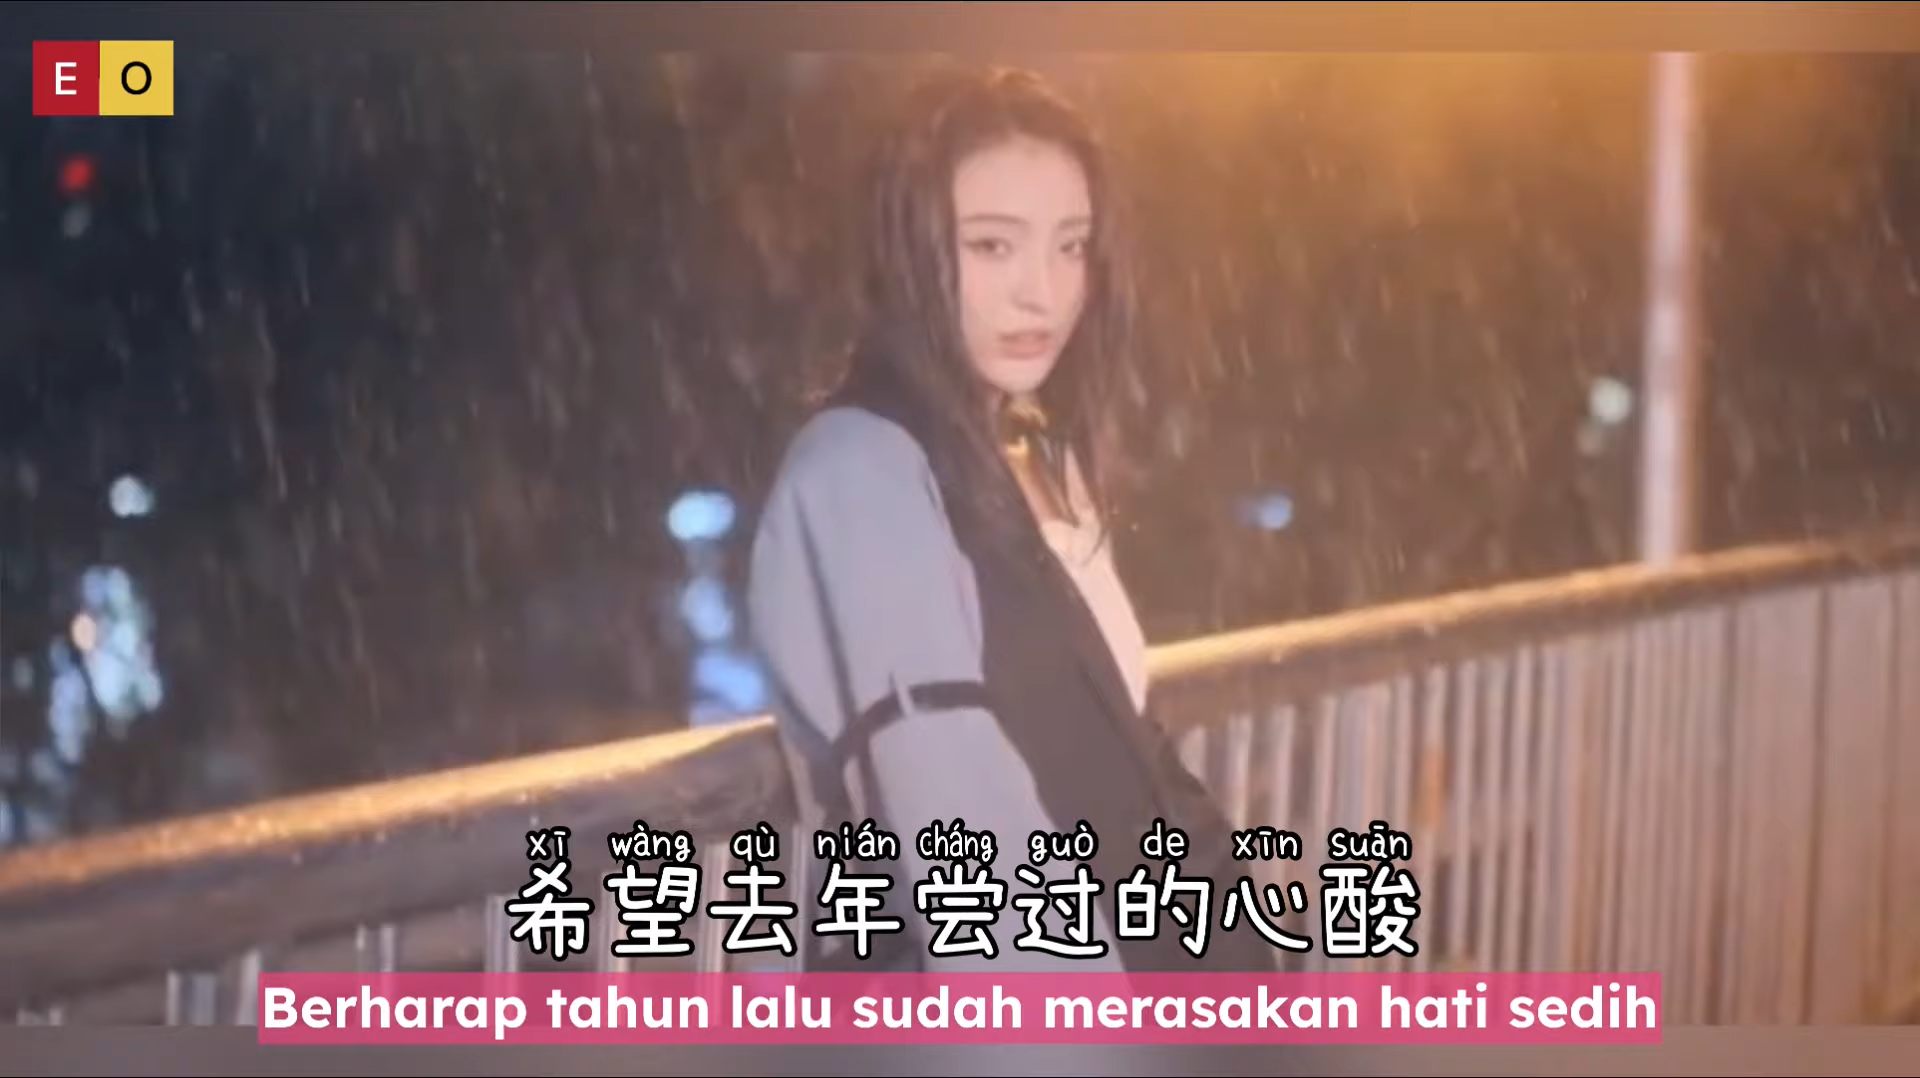 E O
xī wàng qù nián cháng guò de xīn suān
希望去年尝过的心酸
Berharap tahun lalu sudah merasakan hati sedih